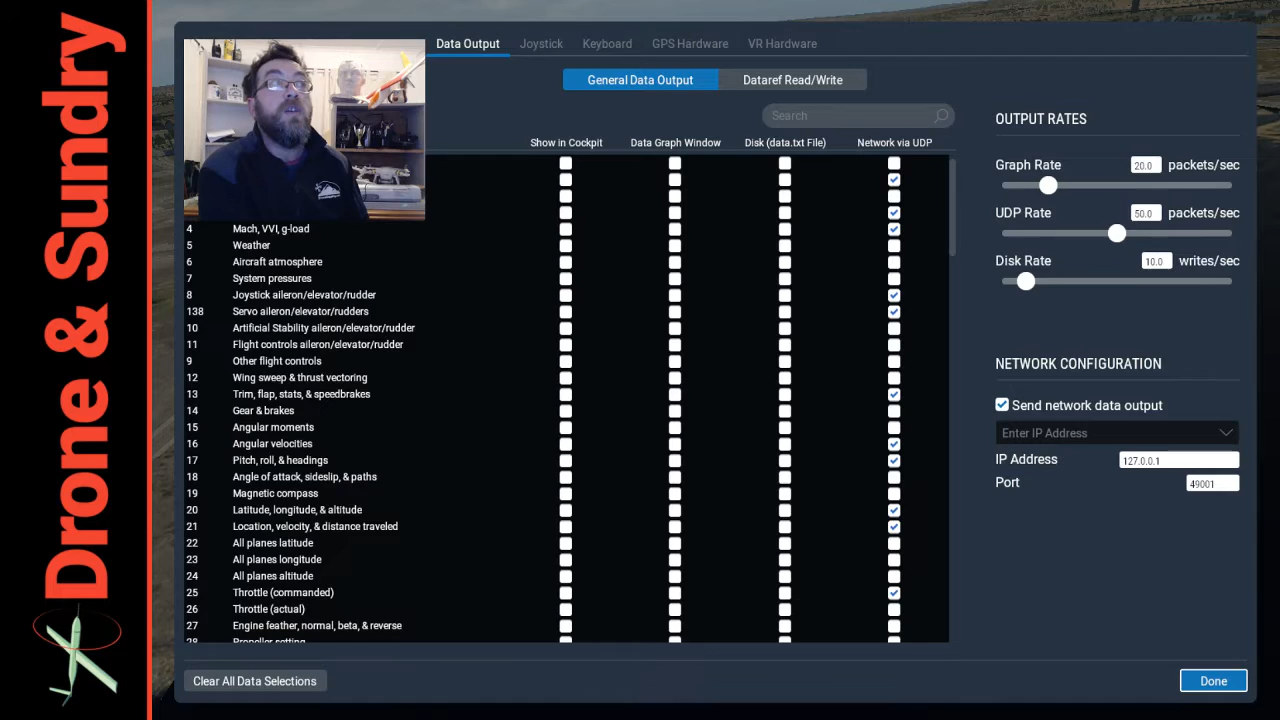 Drone & Sundry
Data Output Joystick Keyboard GPS Hardware VR Hardware
General Data Output Dataref Read/Write
Search
Show in Cockpit Data Graph Window Disk (data.txt File) Network via UDP
4 Mach, VVI, g-load
5 Weather
6 Aircraft atmosphere
7 System pressures
8 Joystick aileron/elevator/rudder
138 Servo aileron/elevator/rudders
10 Artificial Stability aileron/elevator/rudder
11 Flight controls aileron/elevator/rudder
9 Other flight controls
12 Wing sweep & thrust vectoring
13 Trim, flap, stats, & speedbrakes
14 Gear & brakes
15 Angular moments
16 Angular velocities
17 Pitch, roll, & headings
18 Angle of attack, sideslip, & paths
19 Magnetic compass
20 Latitude, longitude, & altitude
21 Location, velocity, & distance traveled
22 All planes latitude
23 All planes longitude
24 All planes altitude
25 Throttle (commanded)
26 Throttle (actual)
27 Engine feather, normal, beta, & reverse
28 Propeller setting
Clear All Data Selections
OUTPUT RATES
Graph Rate 20.0 packets/sec
UDP Rate 50.0 packets/sec
Disk Rate 10.0 writes/sec
NETWORK CONFIGURATION
Send network data output
Enter IP Address
IP Address 127.0.0.1
Port 49001
Done